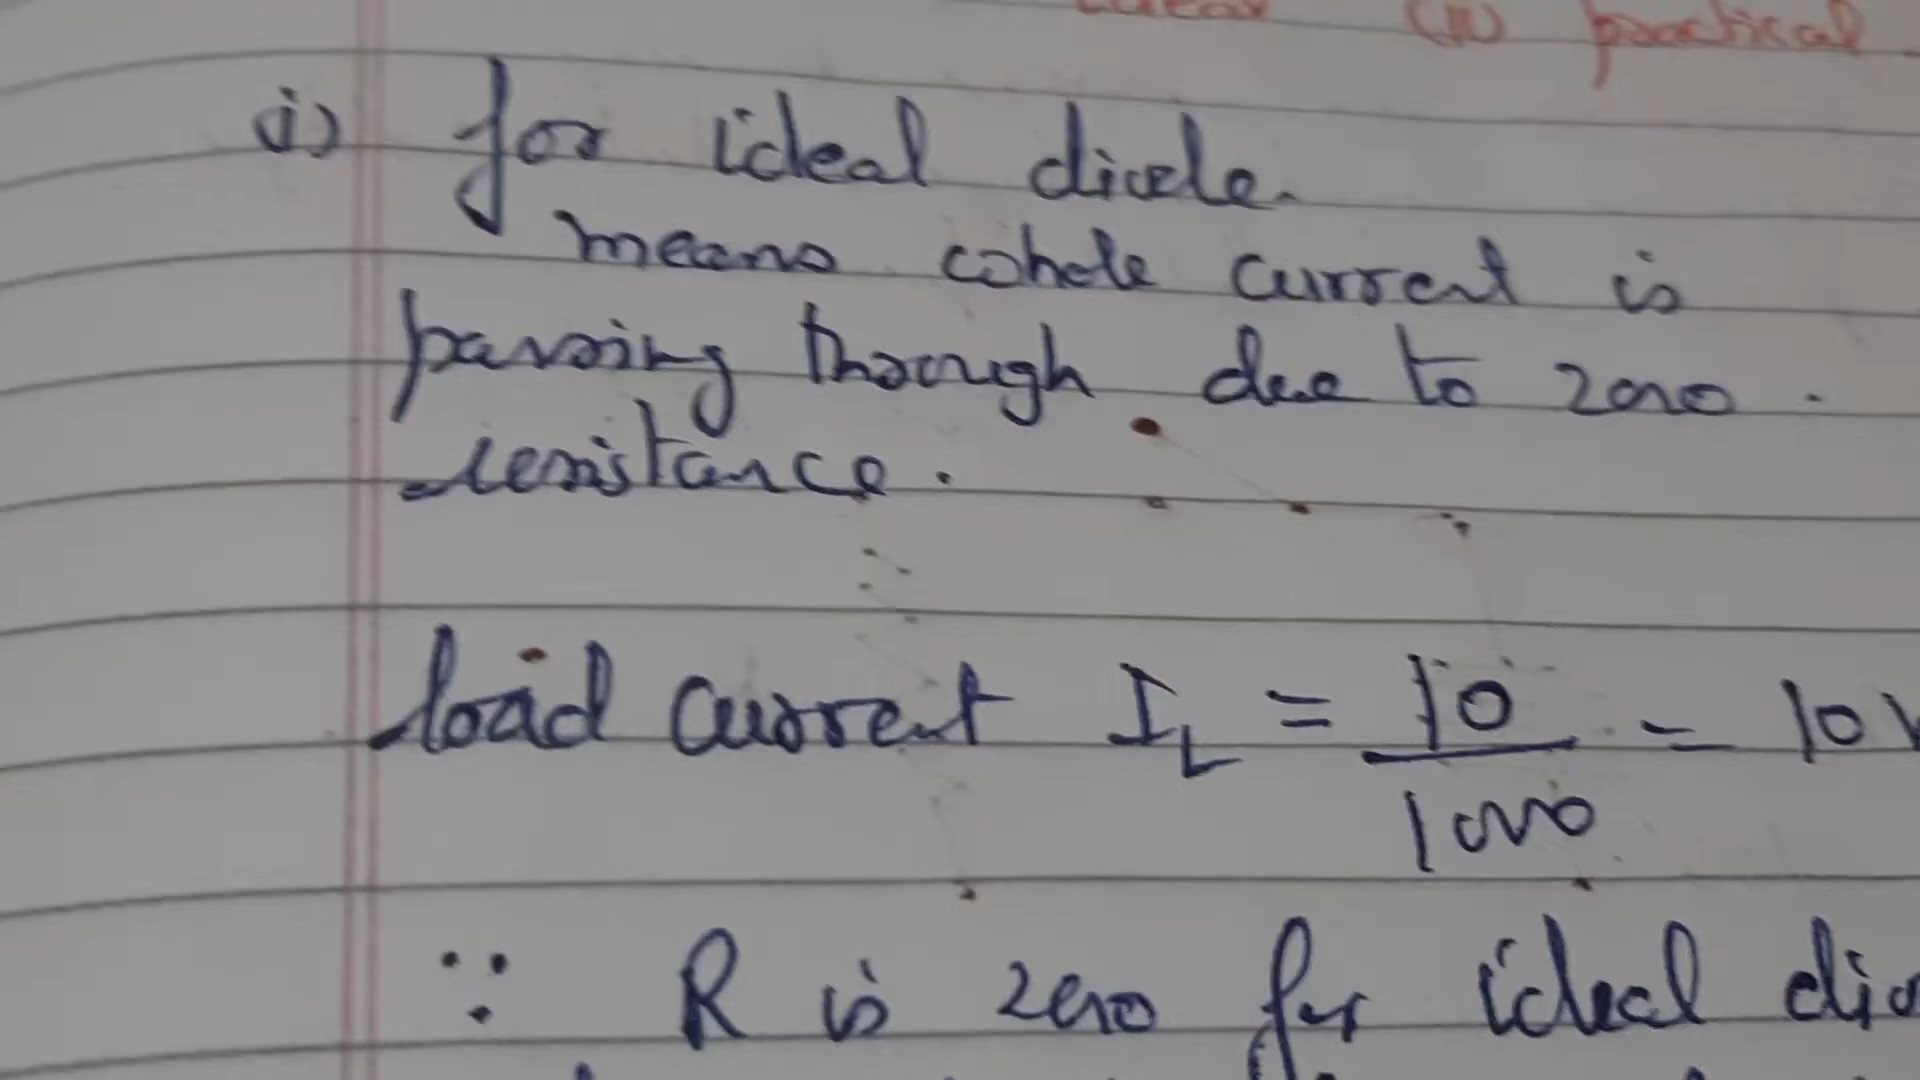 (ii) practical
i) for ideal diode.
means whole current is
passing through due to zero.
resistance.
load current I_L = 10/1000 = 10
∵ R is zero for ideal dio